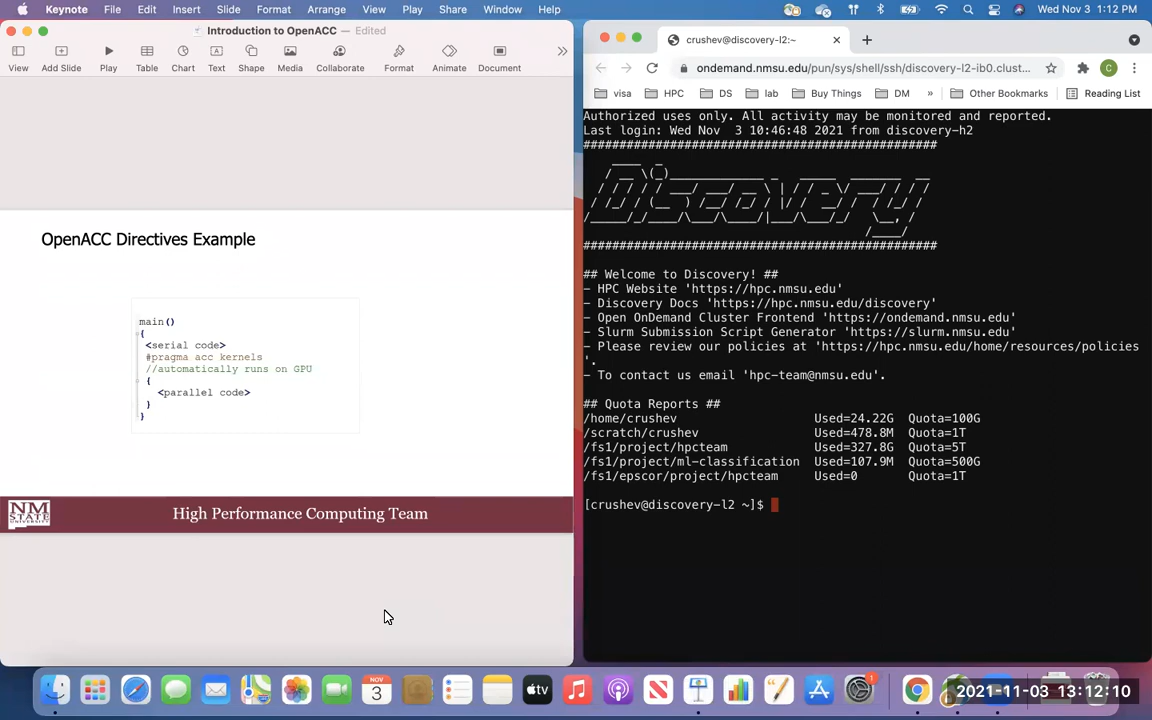 Keynote File Edit Insert Slide Format Arrange View Play Share Window Help Wed Nov 3 1:12 PM
Introduction to OpenACC — Edited
View Add Slide Play Table Chart Text Shape Media Collaborate Format Animate Document
OpenACC Directives Example
main()
{
<serial code>
#pragma acc kernels
//automatically runs on GPU
{
<parallel code>
}
}
NM
STATE
High Performance Computing Team
crushev@discovery-l2:~
ondemand.nmsu.edu/pun/sys/shell/ssh/discovery-l2-ib0.clust...
C
visa HPC DS lab Buy Things DM » Other Bookmarks Reading List
Authorized uses only. All activity may be monitored and reported.
Last login: Wed Nov 3 10:46:48 2021 from discovery-h2
#################################################
Discovery
#################################################
## Welcome to Discovery! ##
- HPC Website 'https://hpc.nmsu.edu'
- Discovery Docs 'https://hpc.nmsu.edu/discovery'
- Open OnDemand Cluster Frontend 'https://ondemand.nmsu.edu'
- Slurm Submission Script Generator 'https://slurm.nmsu.edu'
- Please review our policies at 'https://hpc.nmsu.edu/home/resources/policies
'.
- To contact us email 'hpc-team@nmsu.edu'.
## Quota Reports ##
/home/crushev Used=24.22G Quota=100G
/scratch/crushev Used=478.8M Quota=1T
/fs1/project/hpcteam Used=327.8G Quota=5T
/fs1/project/ml-classification Used=107.9M Quota=500G
/fs1/epscor/project/hpcteam Used=0 Quota=1T
[crushev@discovery-l2 ~]$
NOV
3
tv
1
2021-11-03 13:12:10